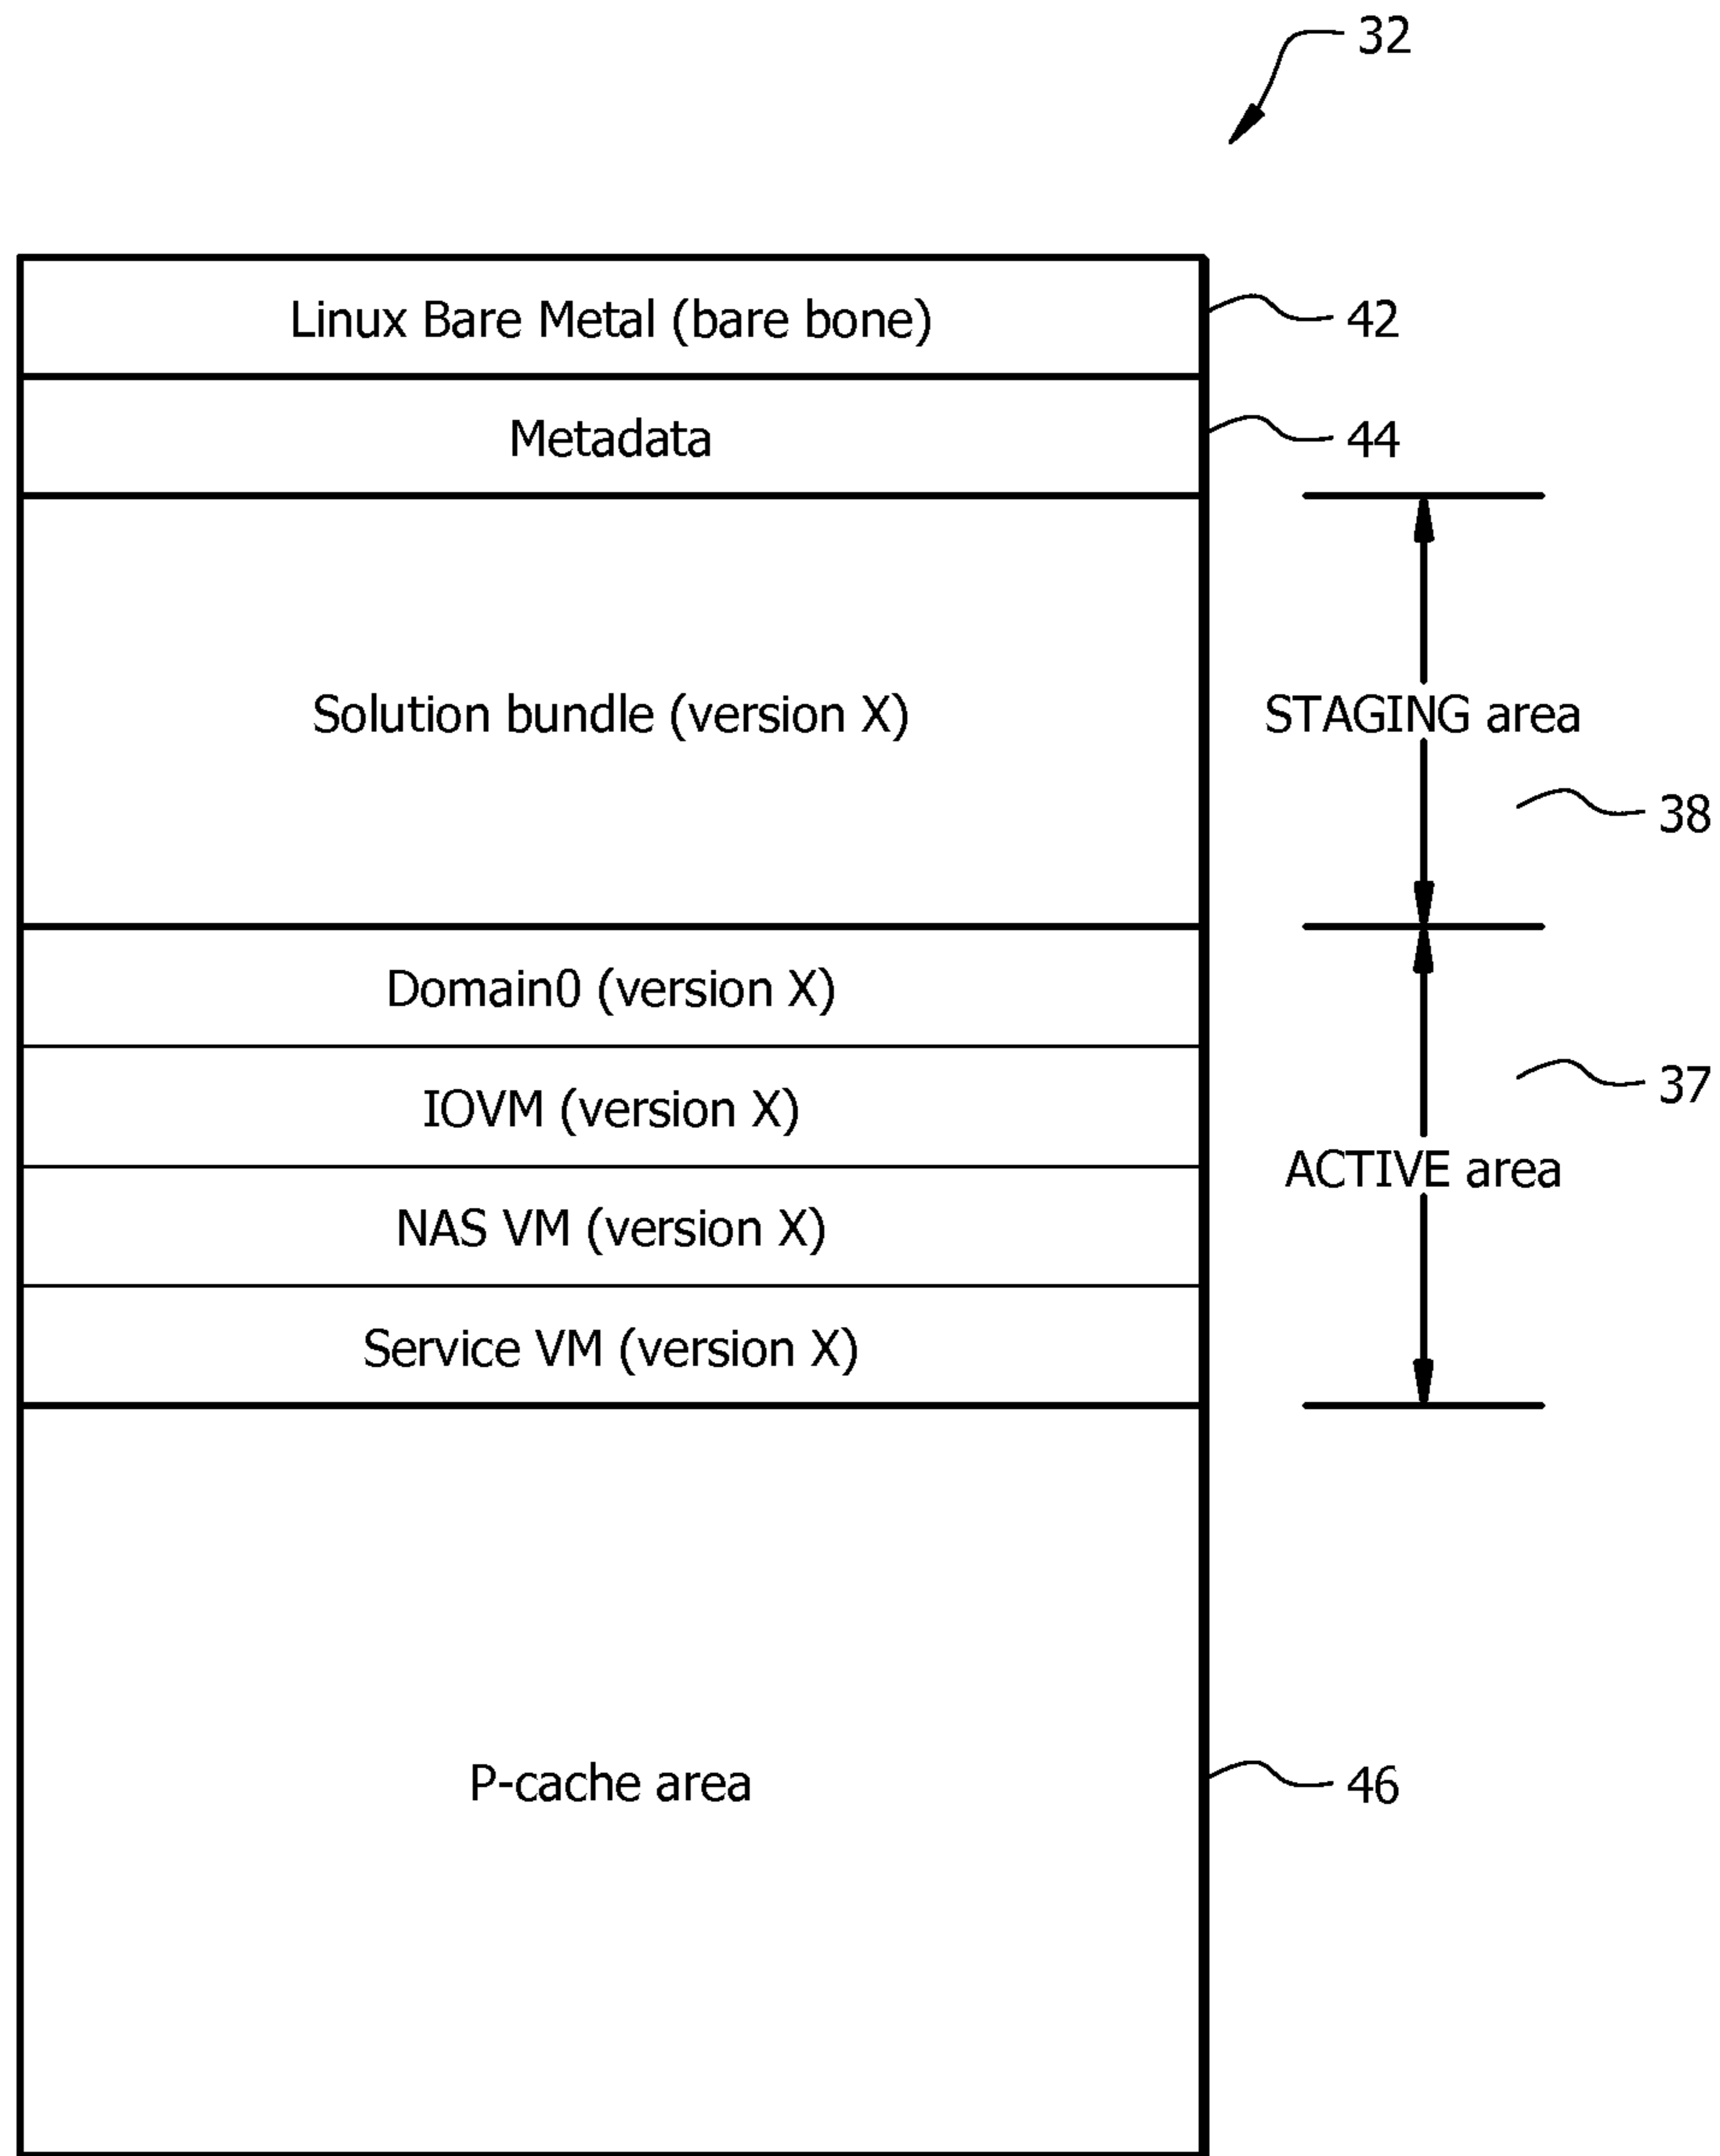 32
Linux Bare Metal (bare bone)
42
Metadata
44
Solution bundle (version X)
STAGING area
38
Domain0 (version X)
37
IOVM (version X)
ACTIVE area
NAS VM (version X)
Service VM (version X)
P-cache area
46